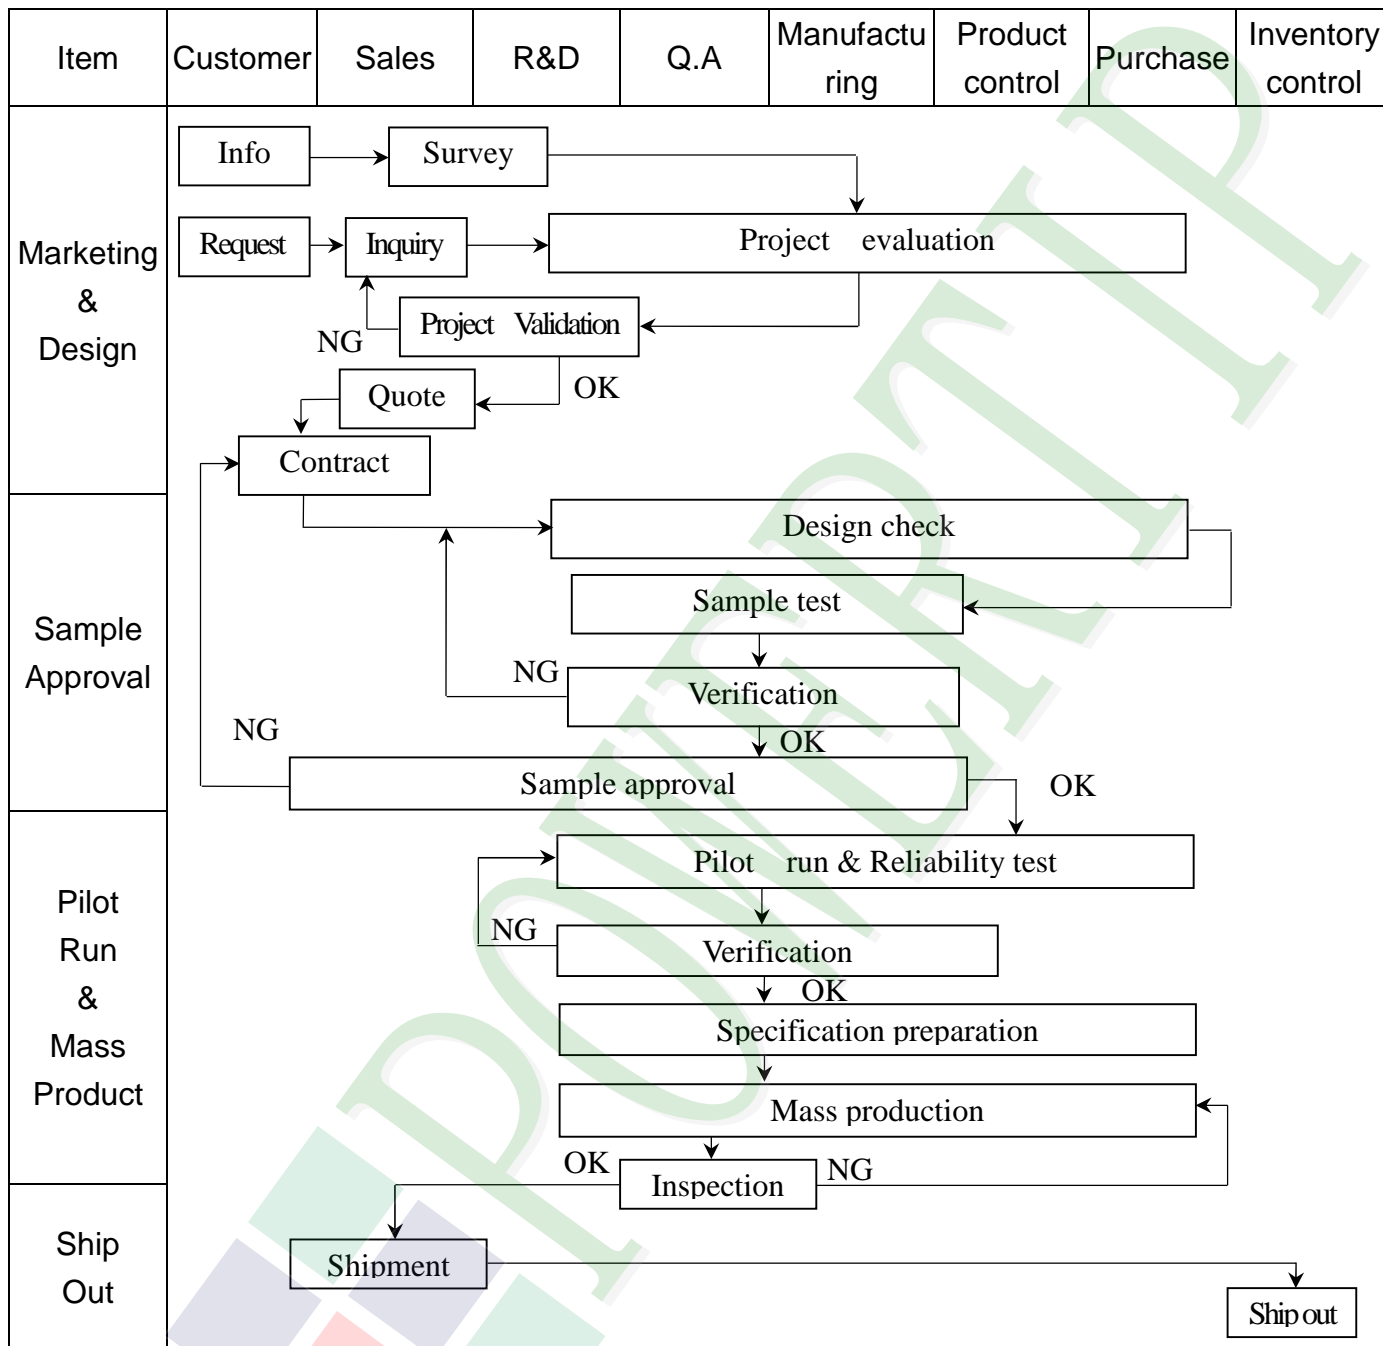 Item
Customer
Sales
R&D
Q.A
Manufactu
ring
Product
control
Purchase
Inventory
control
Marketing
&
Design
Info
Survey
Request
Inquiry
Project evaluation
NG
Project Validation
Quote
OK
Contract
Sample
Approval
Design check
Sample test
NG
Verification
NG
OK
Sample approval
OK
Pilot
Run
&
Mass
Product
Pilot run & Reliability test
NG
Verification
OK
Specification preparation
Mass production
OK
Inspection
NG
Ship
Out
Shipment
Ship out
POWERTIP